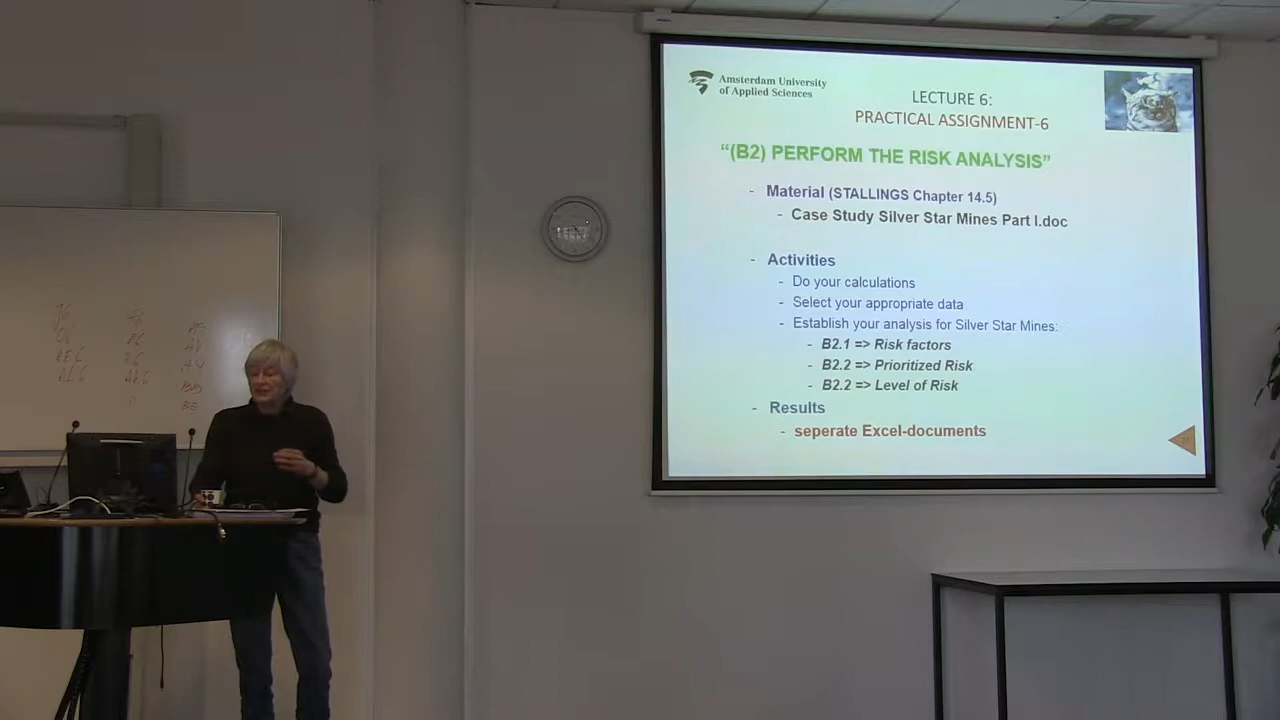 Amsterdam University
of Applied Sciences
LECTURE 6:
PRACTICAL ASSIGNMENT-6
“(B2) PERFORM THE RISK ANALYSIS”
- Material (STALLINGS Chapter 14.5)
- Case Study Silver Star Mines Part I.doc
- Activities
- Do your calculations
- Select your appropriate data
- Establish your analysis for Silver Star Mines:
- B2.1 => Risk factors
- B2.2 => Prioritized Risk
- B2.2 => Level of Risk
- Results
- seperate Excel-documents